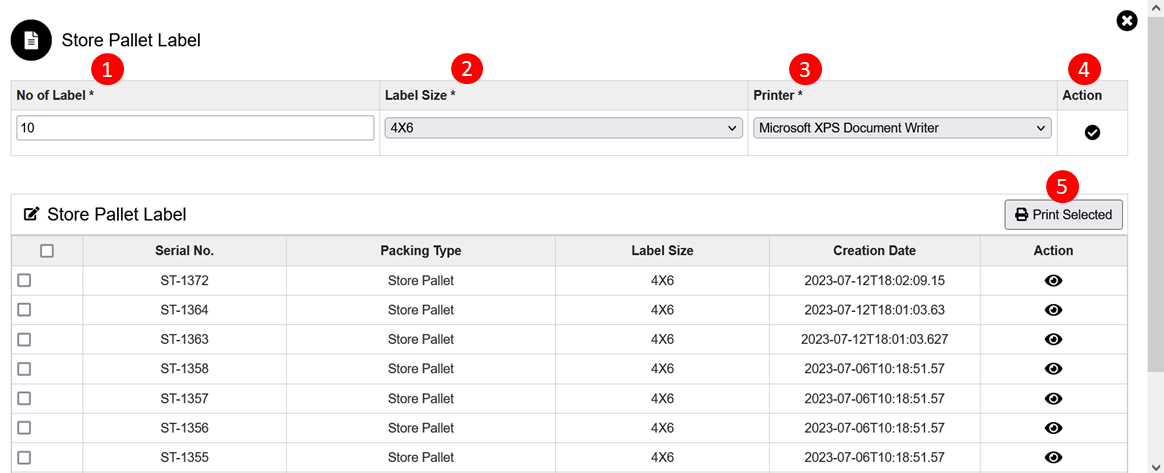 Store Pallet Label
1 2 3 4
No of Label * Label Size * Printer * Action
10 4X6 Microsoft XPS Document Writer
5
Store Pallet Label Print Selected
Serial No. Packing Type Label Size Creation Date Action
ST-1372 Store Pallet 4X6 2023-07-12T18:02:09.15
ST-1364 Store Pallet 4X6 2023-07-12T18:01:03.63
ST-1363 Store Pallet 4X6 2023-07-12T18:01:03.627
ST-1358 Store Pallet 4X6 2023-07-06T10:18:51.57
ST-1357 Store Pallet 4X6 2023-07-06T10:18:51.57
ST-1356 Store Pallet 4X6 2023-07-06T10:18:51.57
ST-1355 Store Pallet 4X6 2023-07-06T10:18:51.57